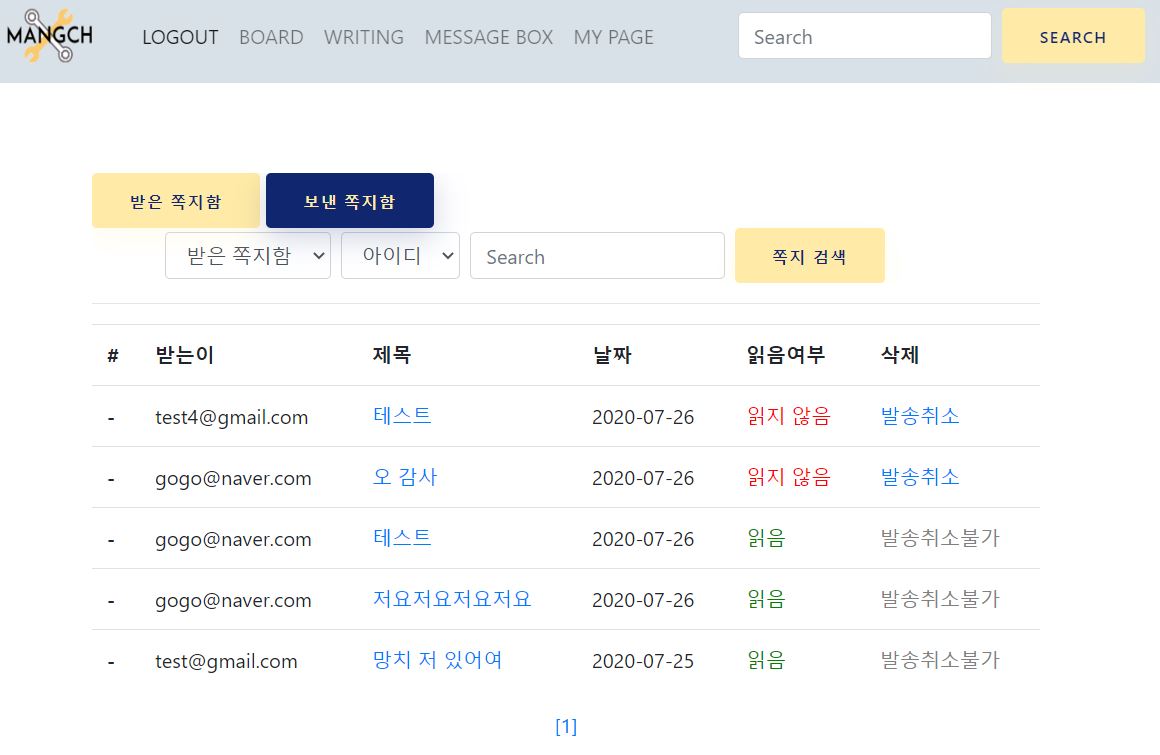 MANGCH LOGOUT BOARD WRITING MESSAGE BOX MY PAGE Search SEARCH
받은 쪽지함 보낸 쪽지함
받은 쪽지함 아이디 Search 쪽지 검색
# 받는이 제목 날짜 읽음여부 삭제
- test4@gmail.com 테스트 2020-07-26 읽지 않음 발송취소
- gogo@naver.com 오 감사 2020-07-26 읽지 않음 발송취소
- gogo@naver.com 테스트 2020-07-26 읽음 발송취소불가
- gogo@naver.com 저요저요저요저요 2020-07-26 읽음 발송취소불가
- test@gmail.com 망치 저 있어여 2020-07-25 읽음 발송취소불가
[1]